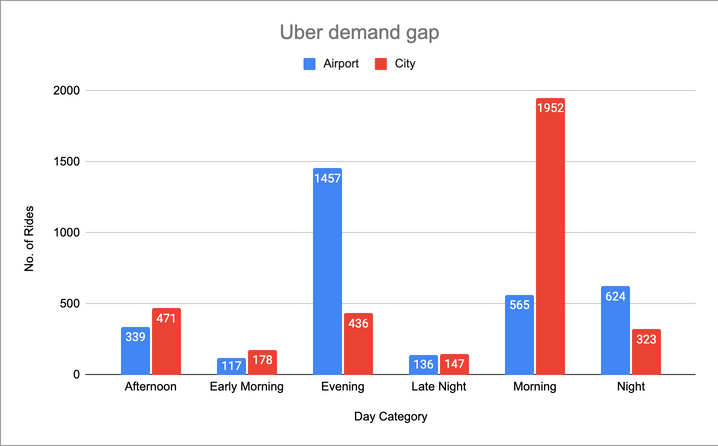 Uber demand gap
Airport City
2000
1500
1000
500
0
No. of Rides
339 471 117 178 1457 436 136 147 565 1952 624 323
Afternoon Early Morning Evening Late Night Morning Night
Day Category